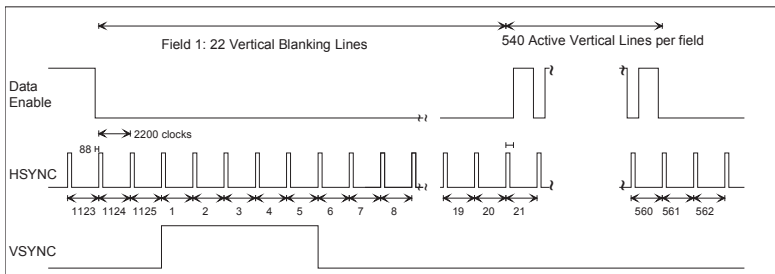 Field 1: 22 Vertical Blanking Lines
540 Active Vertical Lines per field
Data
Enable
2200 clocks
88
HSYNC
1123 1124 1125 1 2 3 4 5 6 7 8 19 20 21 560 561 562
VSYNC